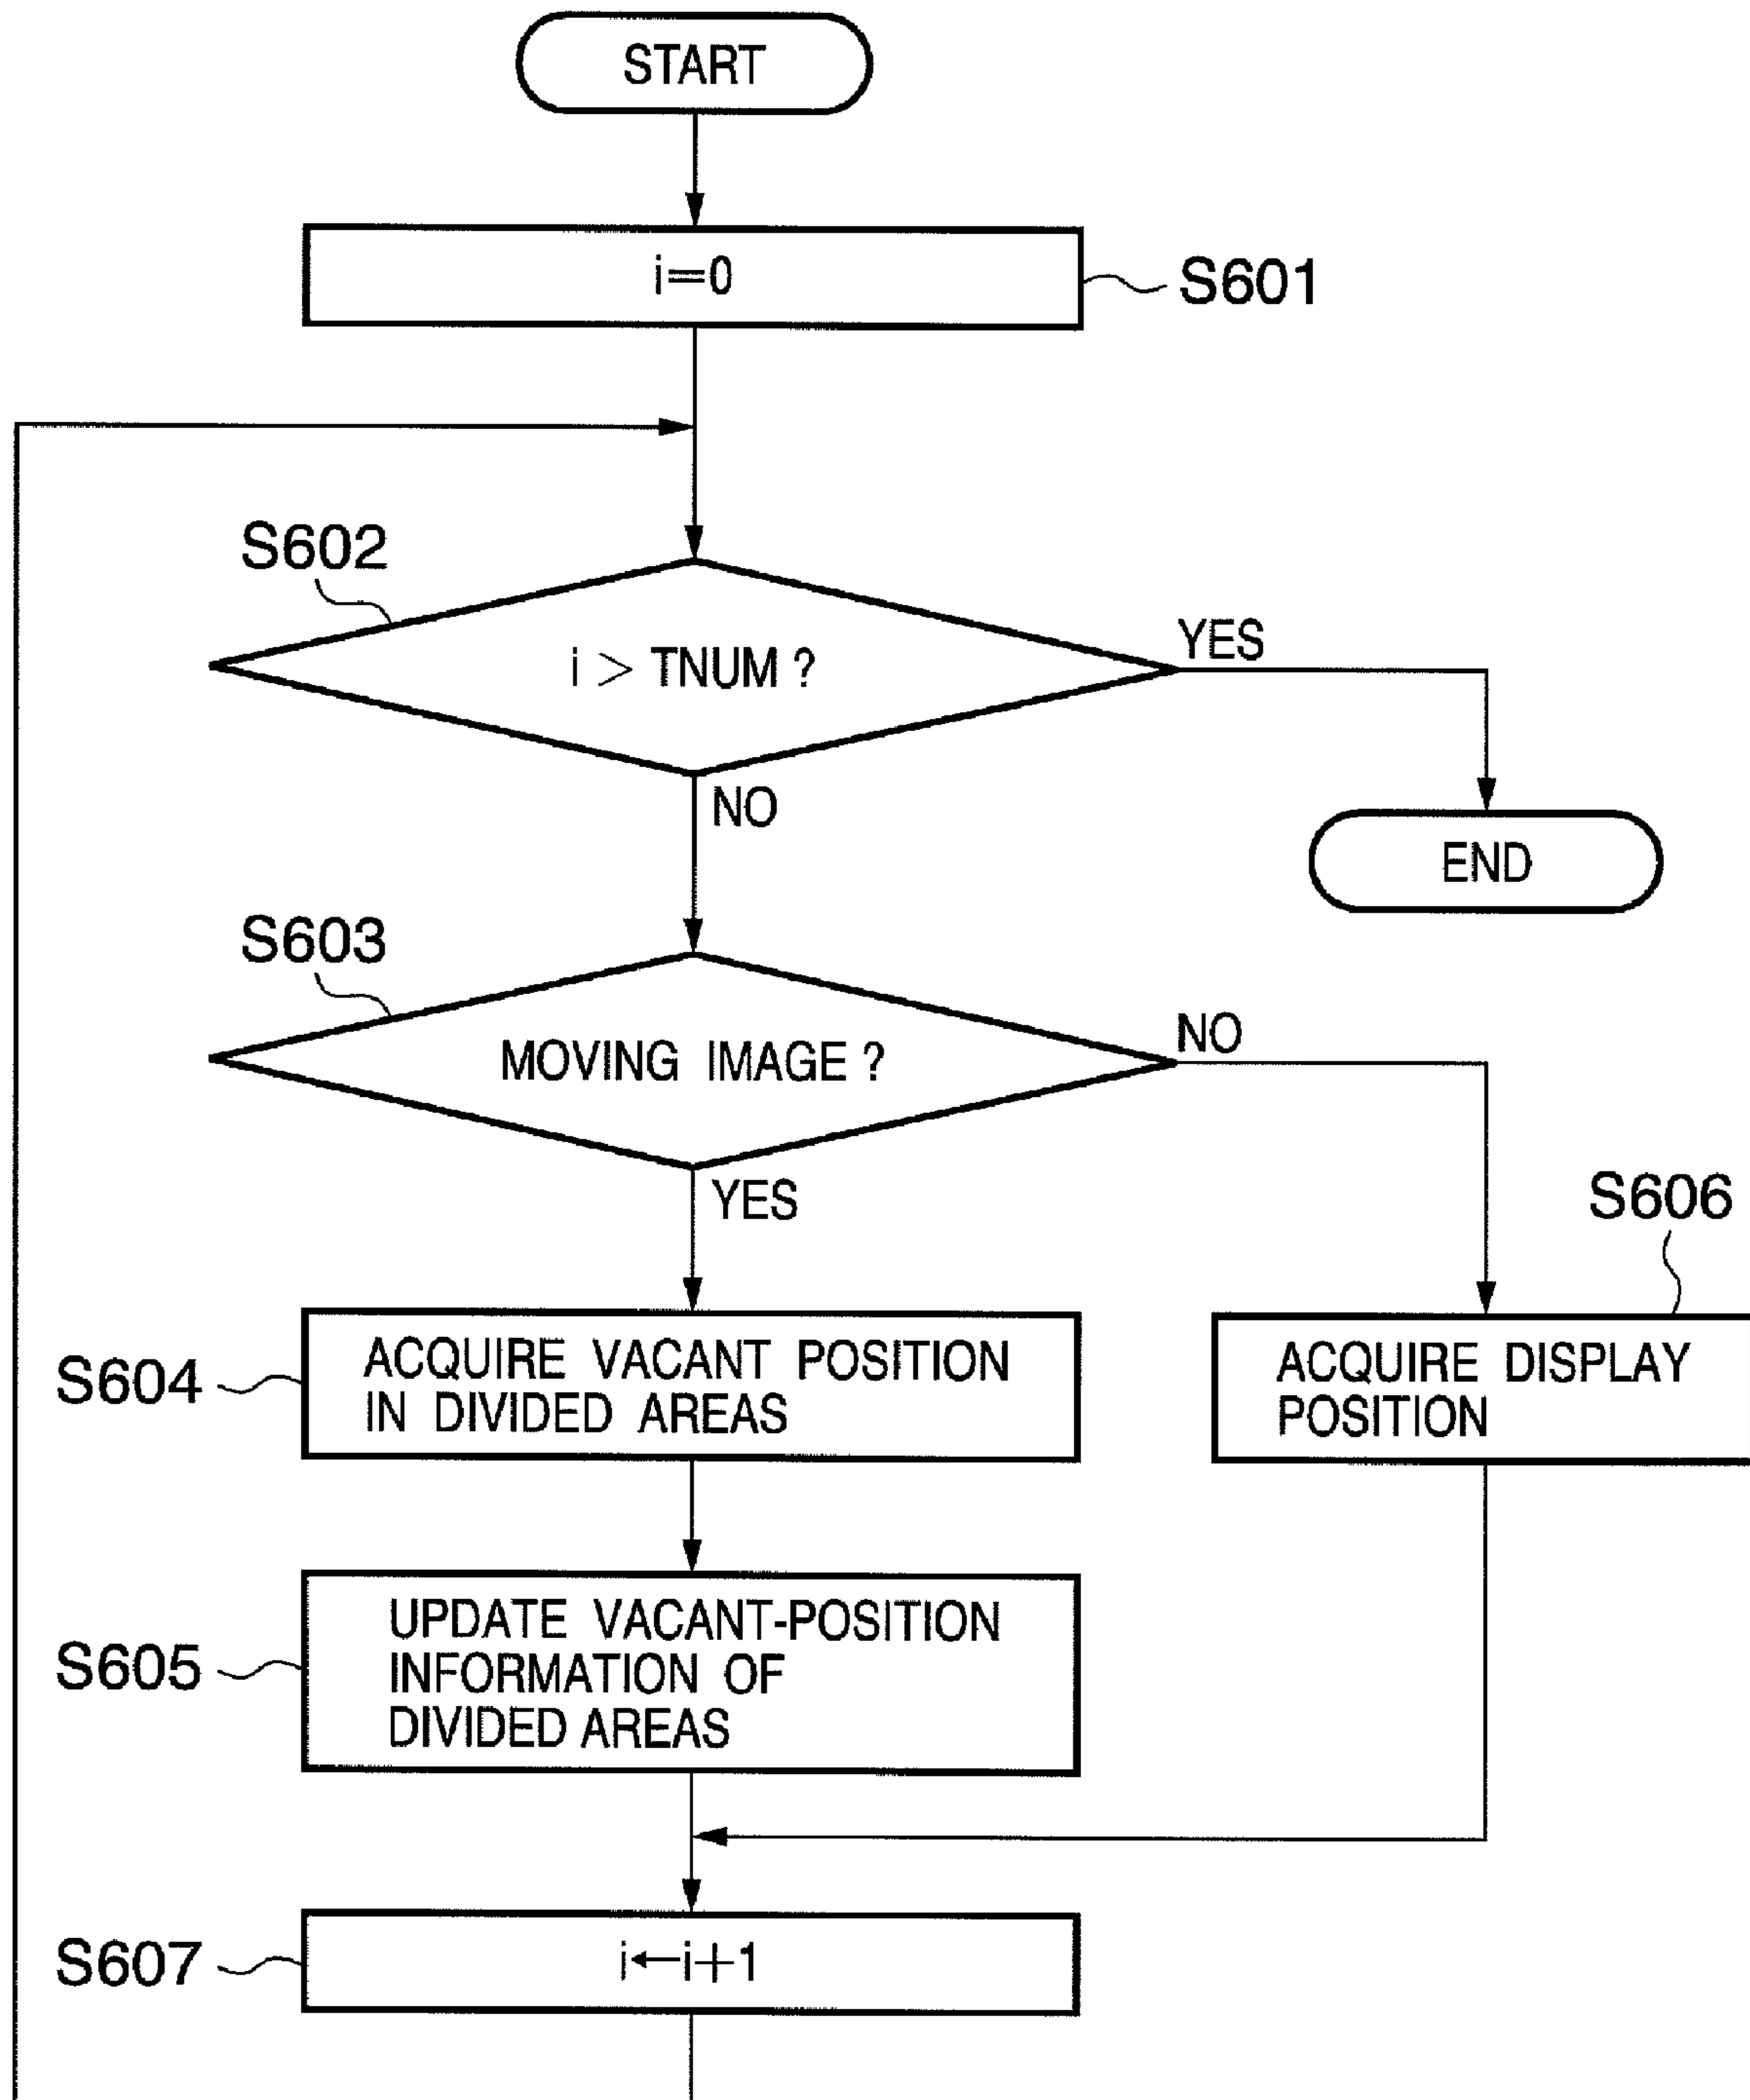 START
i=0
S601
S602
i > TNUM ?
YES
NO
END
S603
MOVING IMAGE ?
NO
YES
S606
S604
ACQUIRE VACANT POSITION
IN DIVIDED AREAS
ACQUIRE DISPLAY
POSITION
S605
UPDATE VACANT-POSITION
INFORMATION OF
DIVIDED AREAS
S607
i←i+1